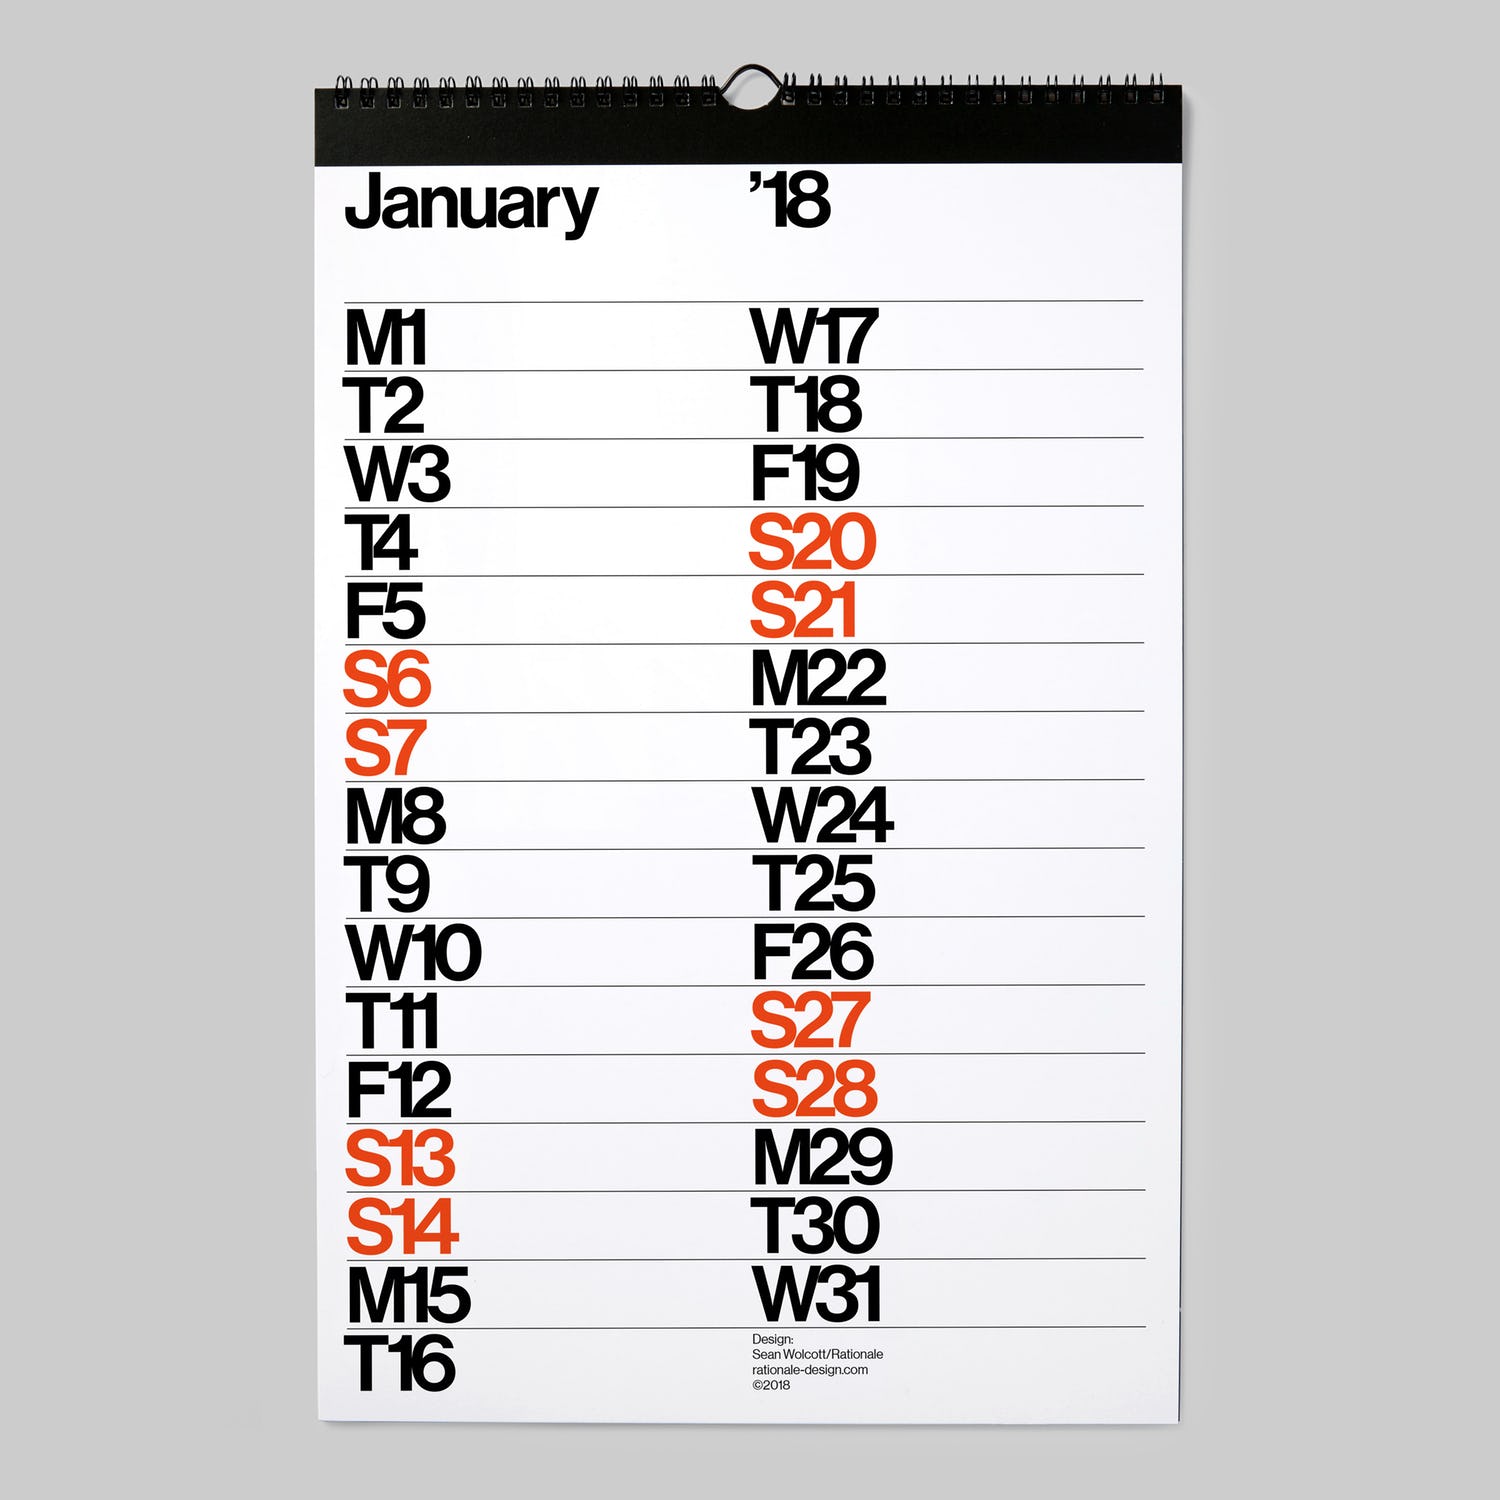 January ’18
M1
T2
W3
T4
F5
S6
S7
M8
T9
W10
T11
F12
S13
S14
M15
T16
W17
T18
F19
S20
S21
M22
T23
W24
T25
F26
S27
S28
M29
T30
W31
Design:
Sean Wolcott/Rationale
rationale-design.com
©2018